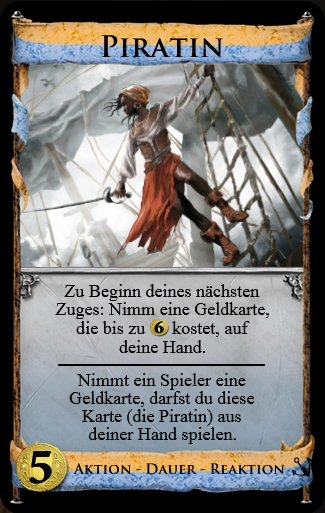 Piratin
Zu Beginn deines nächsten
Zuges: Nimm eine Geldkarte,
die bis zu 6 kostet, auf
deine Hand.
Nimmt ein Spieler eine
Geldkarte, darfst du diese
Karte (die Piratin) aus
deiner Hand spielen.
5 Aktion - Dauer - Reaktion